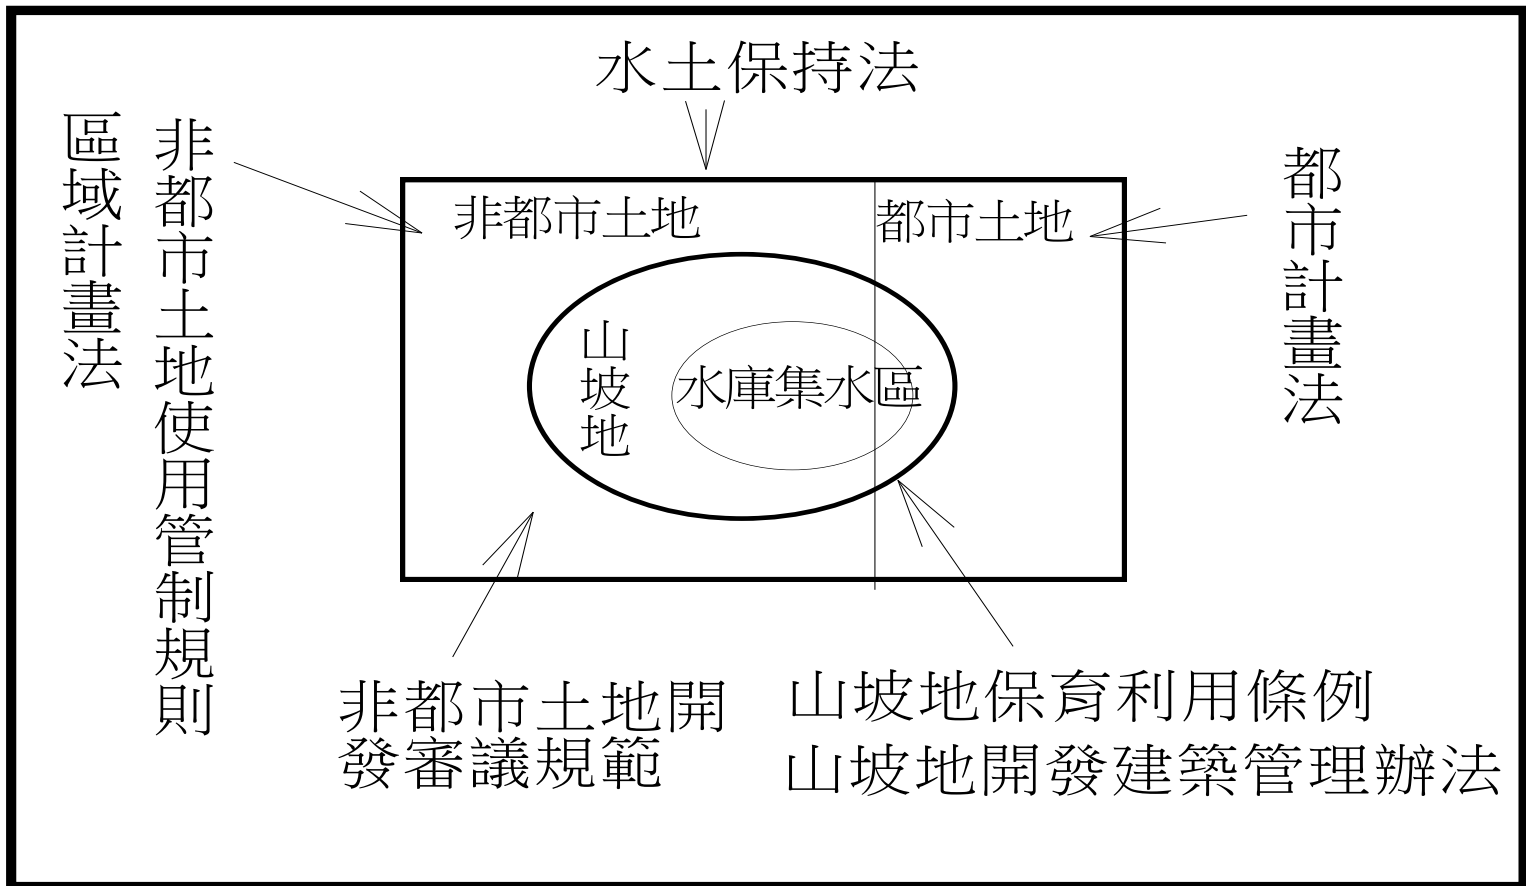 水土保持法
區域計畫法
非都市土地使用管制規則
非都市土地
都市土地
都市計畫法
山坡地
水庫集水區
非都市土地開
發審議規範
山坡地保育利用條例
山坡地開發建築管理辦法